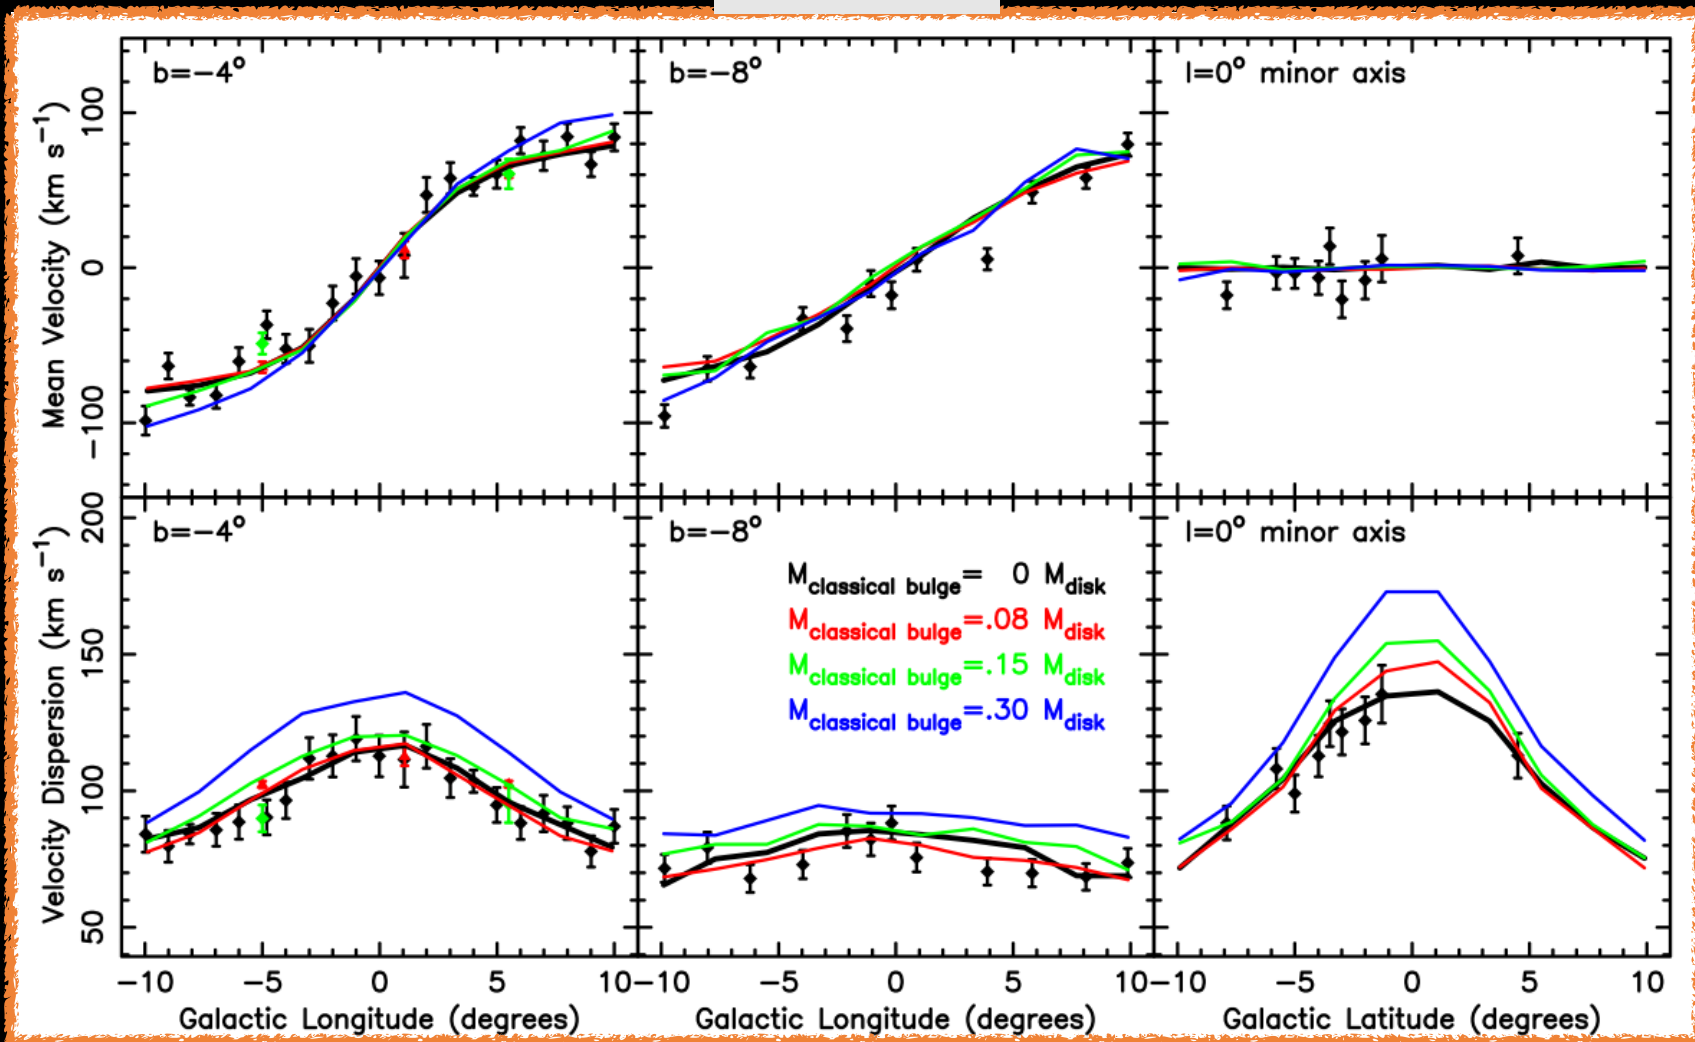 b=−4°
b=−8°
l=0° minor axis
Mean Velocity (km s⁻¹)
100
0
−100
b=−4°
b=−8°
l=0° minor axis
M_classical bulge= 0 M_disk
M_classical bulge=.08 M_disk
M_classical bulge=.15 M_disk
M_classical bulge=.30 M_disk
Velocity Dispersion (km s⁻¹)
200
150
100
50
−10 −5 0 5 10
−10 −5 0 5 10
−10 −5 0 5 10
Galactic Longitude (degrees)
Galactic Longitude (degrees)
Galactic Latitude (degrees)